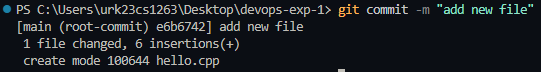 PS C:\Users\urk23cs1263\Desktop\devops-exp-1> git commit -m "add new file"
[main (root-commit) e6b6742] add new file
 1 file changed, 6 insertions(+)
 create mode 100644 hello.cpp